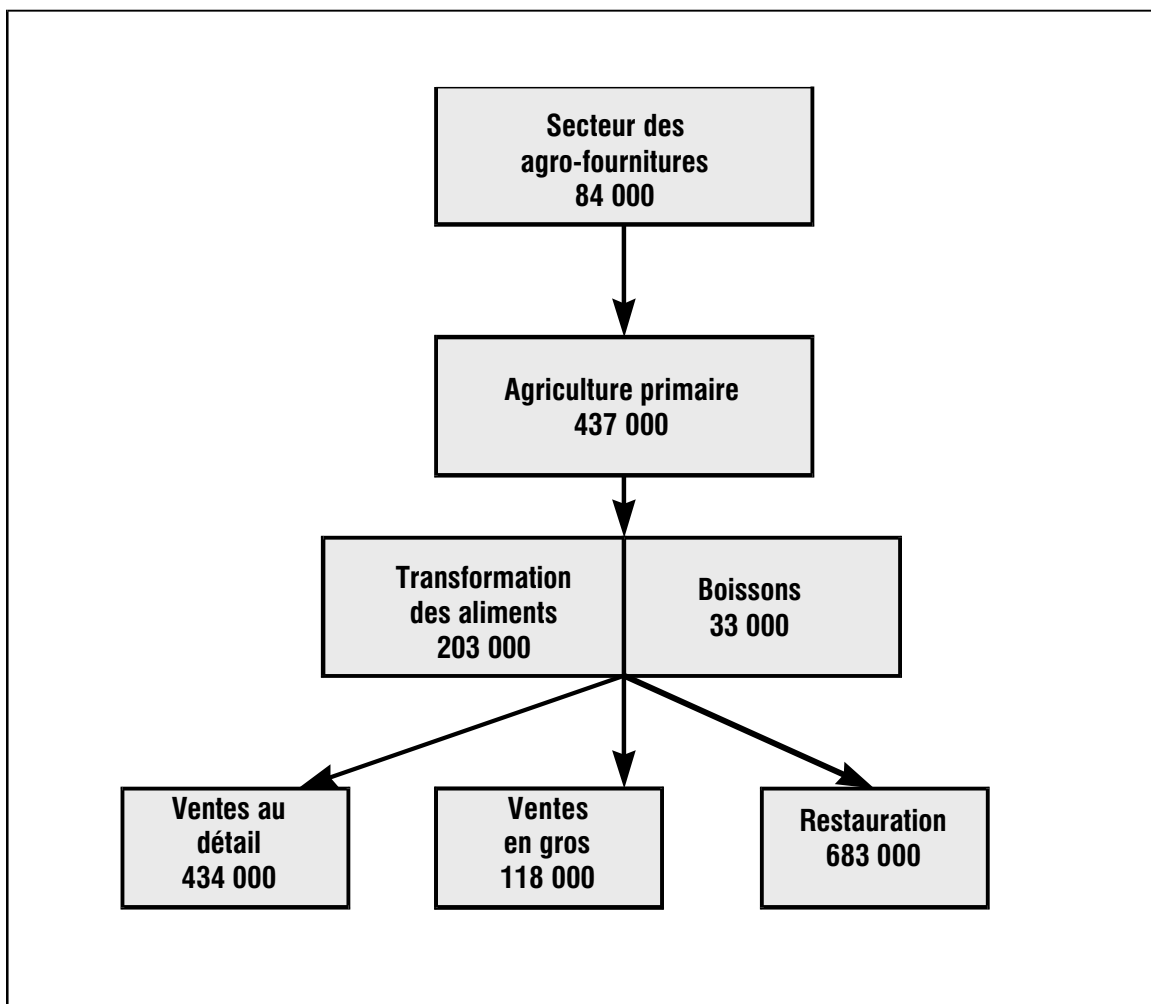 Secteur des
agro-fournitures
84 000
Agriculture primaire
437 000
Transformation
des aliments
203 000
Boissons
33 000
Ventes au
détail
434 000
Ventes
en gros
118 000
Restauration
683 000